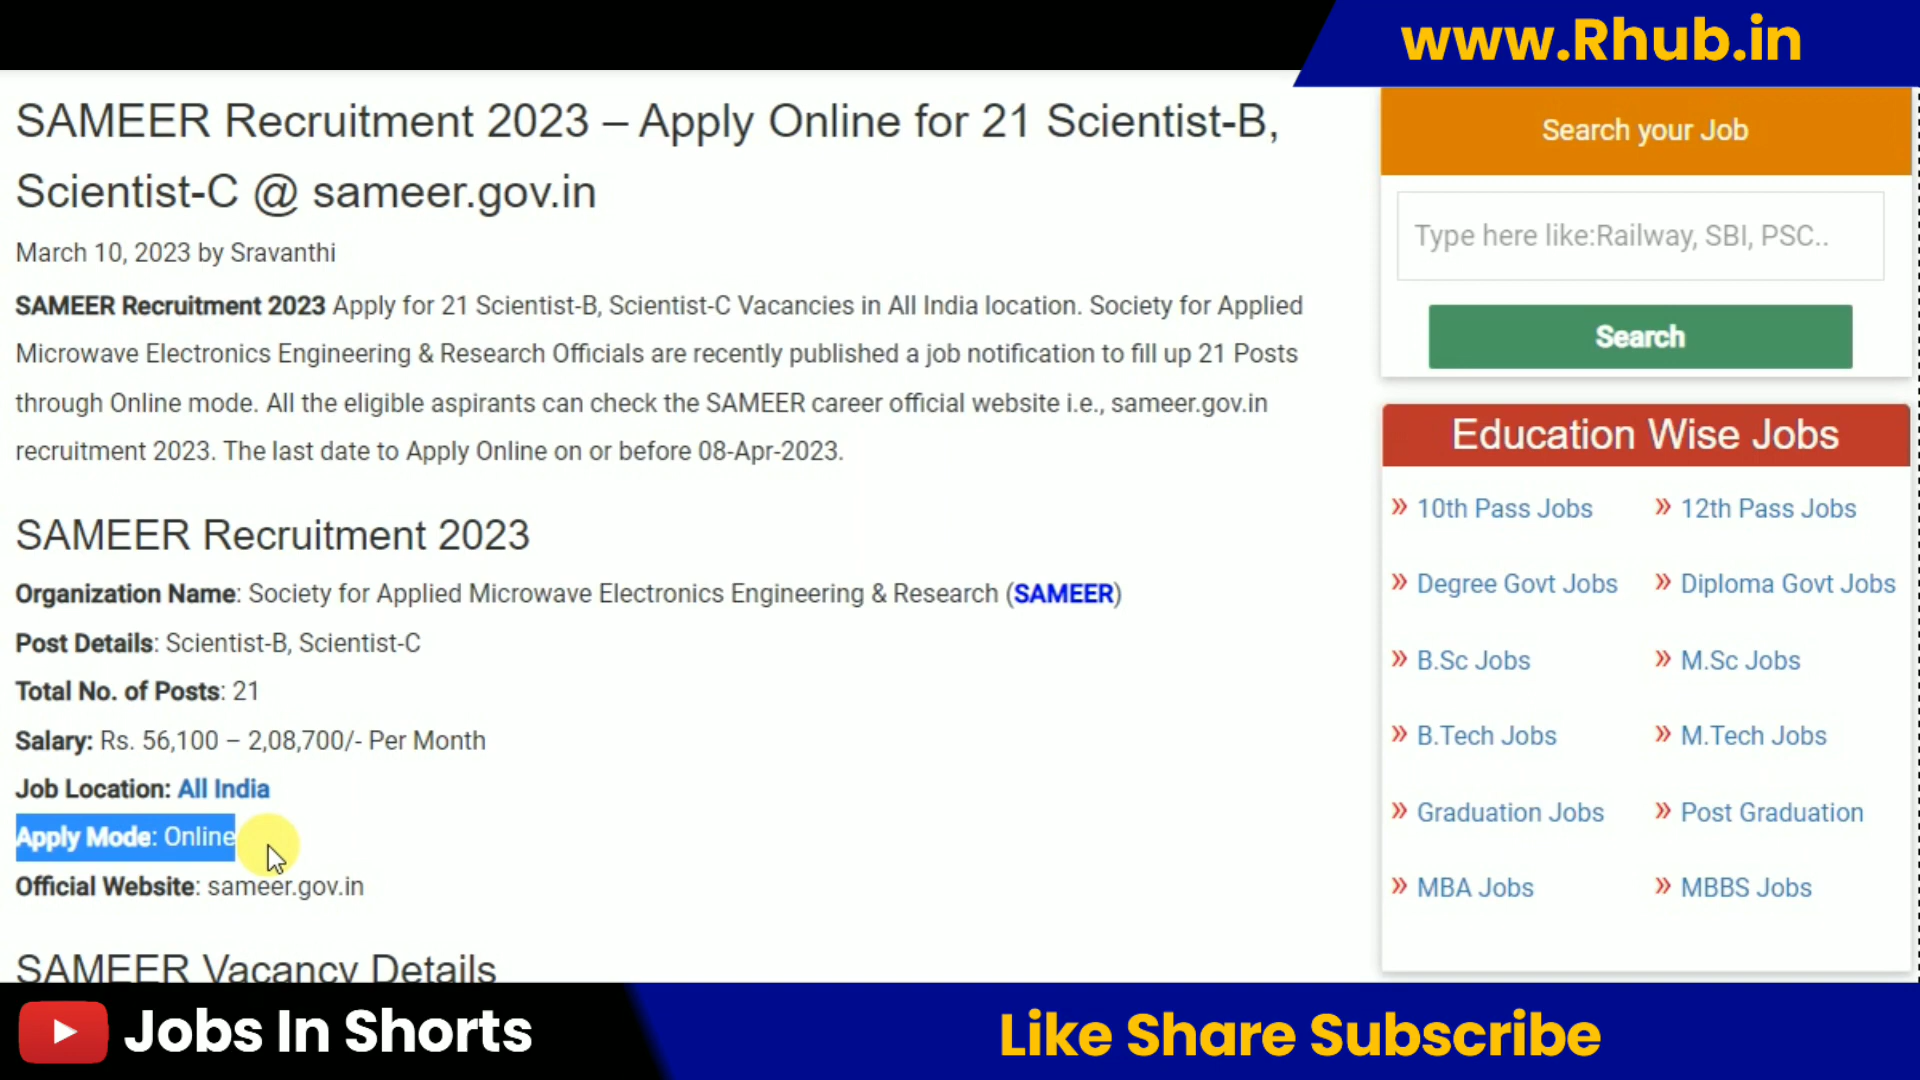 www.Rhub.in
SAMEER Recruitment 2023 – Apply Online for 21 Scientist-B,
Scientist-C @ sameer.gov.in
March 10, 2023 by Sravanthi
SAMEER Recruitment 2023 Apply for 21 Scientist-B, Scientist-C Vacancies in All India location. Society for Applied
Microwave Electronics Engineering & Research Officials are recently published a job notification to fill up 21 Posts
through Online mode. All the eligible aspirants can check the SAMEER career official website i.e., sameer.gov.in
recruitment 2023. The last date to Apply Online on or before 08-Apr-2023.
SAMEER Recruitment 2023
Organization Name: Society for Applied Microwave Electronics Engineering & Research (SAMEER)
Post Details: Scientist-B, Scientist-C
Total No. of Posts: 21
Salary: Rs. 56,100 – 2,08,700/- Per Month
Job Location: All India
Apply Mode: Online
Official Website: sameer.gov.in
SAMEER Vacancy Details
Search your Job
Type here like:Railway, SBI, PSC..
Search
Education Wise Jobs
» 10th Pass Jobs » 12th Pass Jobs
» Degree Govt Jobs » Diploma Govt Jobs
» B.Sc Jobs » M.Sc Jobs
» B.Tech Jobs » M.Tech Jobs
» Graduation Jobs » Post Graduation
» MBA Jobs » MBBS Jobs
Jobs In Shorts
Like Share Subscribe